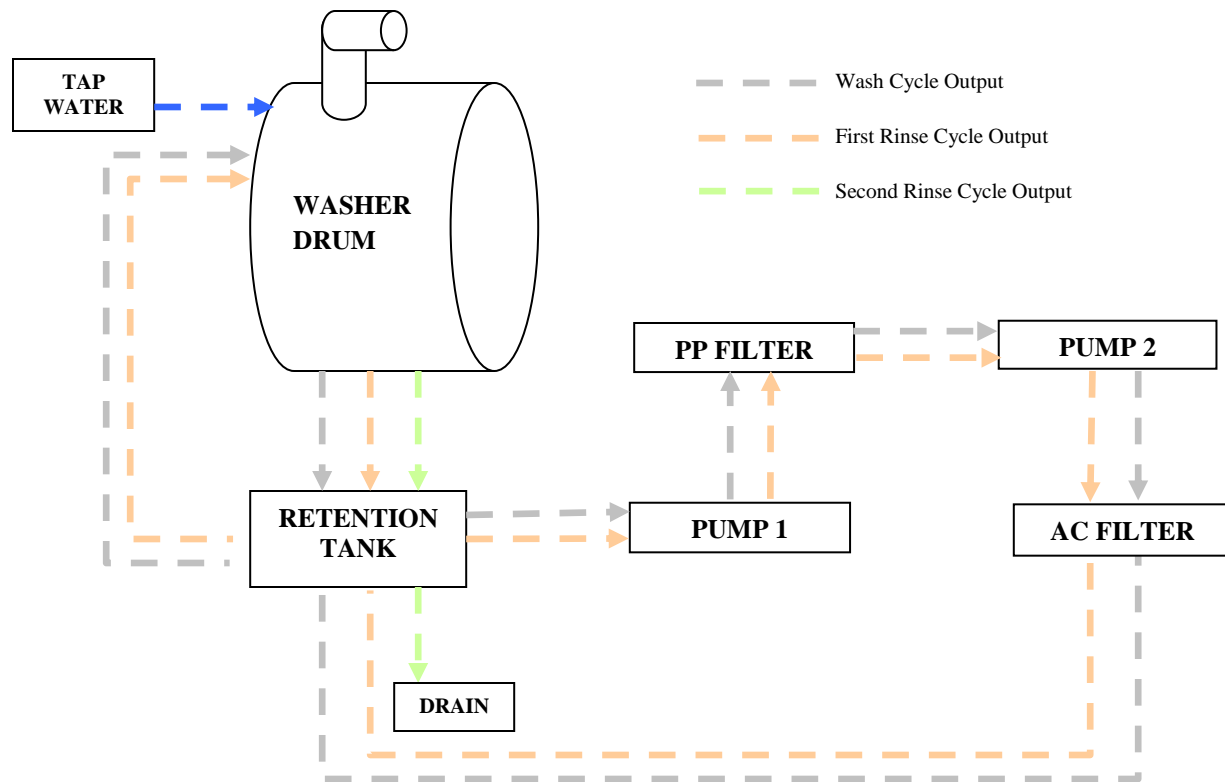 TAP
WATER
Wash Cycle Output
First Rinse Cycle Output
Second Rinse Cycle Output
WASHER
DRUM
PP FILTER
PUMP 2
RETENTION
TANK
PUMP 1
AC FILTER
DRAIN